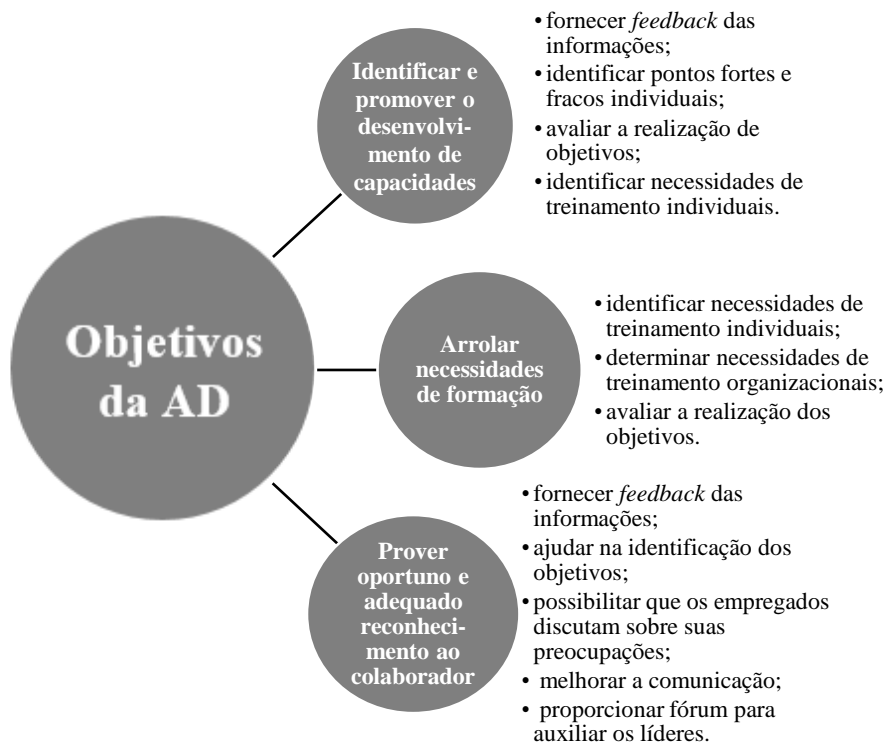 Objetivos
da AD
Identificar e
promover o
desenvolvi-
mento de
capacidades
• fornecer feedback das
informações;
• identificar pontos fortes e
fracos individuais;
• avaliar a realização de
objetivos;
• identificar necessidades de
treinamento individuais.
Arrolar
necessidades
de formação
• identificar necessidades de
treinamento individuais;
• determinar necessidades de
treinamento organizacionais;
• avaliar a realização dos
objetivos.
Prover
oportuno e
adequado
reconheci-
mento ao
colaborador
• fornecer feedback das
informações;
• ajudar na identificação dos
objetivos;
• possibilitar que os empregados
discutam sobre suas
preocupações;
• melhorar a comunicação;
• proporcionar fórum para
auxiliar os líderes.